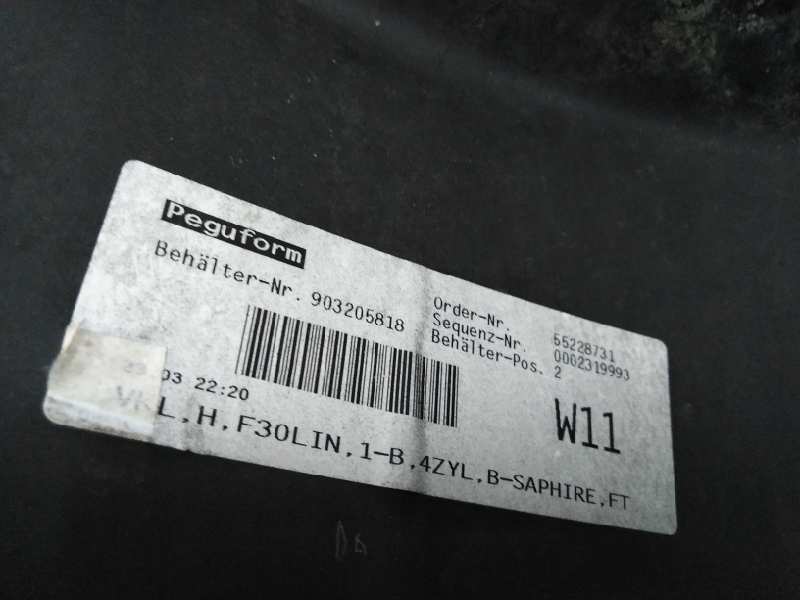 Peguform
Behälter-Nr. 903205818
Order-Nr. 55228731
Sequenz-Nr. 0002319993
Behälter-Pos. 2
03 22:20
W11
VKL,H,F30LIN,1-B,4ZYL,B-SAPHIRE,FT